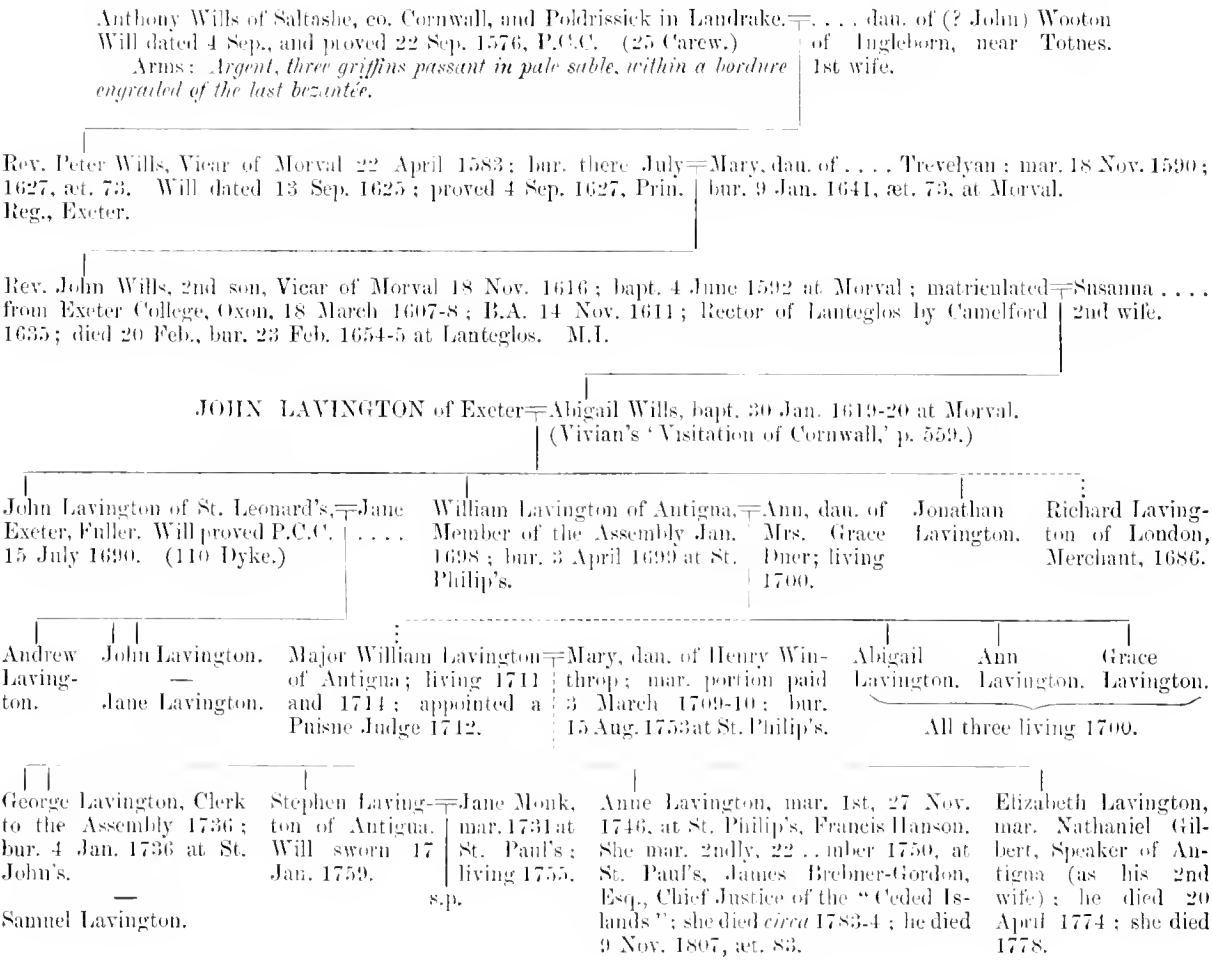 Anthony Wills of Saltashe, co. Cornwall, and Poldrissick in Landrake.
Will dated 4 Sep., and proved 22 Sep. 1576, P.C.C. (25 Carew.)
Arms: Argent, three griffins passant in pale sable, within a bordure
engrailed of the last bezantée.
. . . . dau. of (? John) Wooton
of Ingleborn, near Totnes.
1st wife.
Rev. Peter Wills, Vicar of Morval 22 April 1583; bur. there July
1627, æt. 73. Will dated 13 Sep. 1625; proved 4 Sep. 1627, Prin.
Reg., Exeter.
Mary, dau. of . . . . Trevelyan; mar. 18 Nov. 1590;
bur. 9 Jan. 1641, æt. 73, at Morval.
Rev. John Wills, 2nd son, Vicar of Morval 18 Nov. 1616; bapt. 4 June 1592 at Morval; matriculated
from Exeter College, Oxon, 18 March 1607-8; B.A. 14 Nov. 1611; Rector of Lanteglos by Camelford
1635; died 20 Feb., bur. 23 Feb. 1654-5 at Lanteglos. M.I.
Susanna . . . .
2nd wife.
JOHN LAVINGTON of Exeter
Abigail Wills, bapt. 30 Jan. 1619-20 at Morval.
(Vivian's 'Visitation of Cornwall,' p. 559.)
John Lavington of St. Leonard's,
Exeter, Fuller. Will proved P.C.C.
15 July 1690. (110 Dyke.)
Jane
. . . .
William Lavington of Antigua,
Member of the Assembly Jan.
1698; bur. 3 April 1699 at St.
Philip's.
Ann, dau. of
Mrs. Grace
Duer; living
1700.
Jonathan
Lavington.
Richard Laving-
ton of London,
Merchant, 1686.
Andrew
Laving-
ton.
John Lavington.
—
Jane Lavington.
Major William Lavington
of Antigua; living 1711
and 1714; appointed a
Puisne Judge 1742.
Mary, dau. of Henry Win-
throp; mar. portion paid
3 March 1709-10; bur.
15 Aug. 1753 at St. Philip's.
Abigail
Lavington.
Ann
Lavington.
Grace
Lavington.
All three living 1700.
George Lavington, Clerk
to the Assembly 1736;
bur. 4 Jan. 1736 at St.
John's.
—
Samuel Lavington.
Stephen Laving-
ton of Antigua.
Will sworn 17
Jan. 1759.
Jane Monk,
mar. 1731 at
St. Paul's;
living 1755.
s.p.
Anne Lavington, mar. 1st, 27 Nov.
1746, at St. Philip's, Francis Hanson.
She mar. 2ndly, 22 . . mber 1750, at
St. Paul's, James Brebner-Gordon,
Esq., Chief Justice of the "Ceded Is-
lands"; she died circa 1783-4; he died
9 Nov. 1807, æt. 83.
Elizabeth Lavington,
mar. Nathaniel Gil-
bert, Speaker of An-
tigua (as his 2nd
wife); he died 20
April 1774; she died
1778.